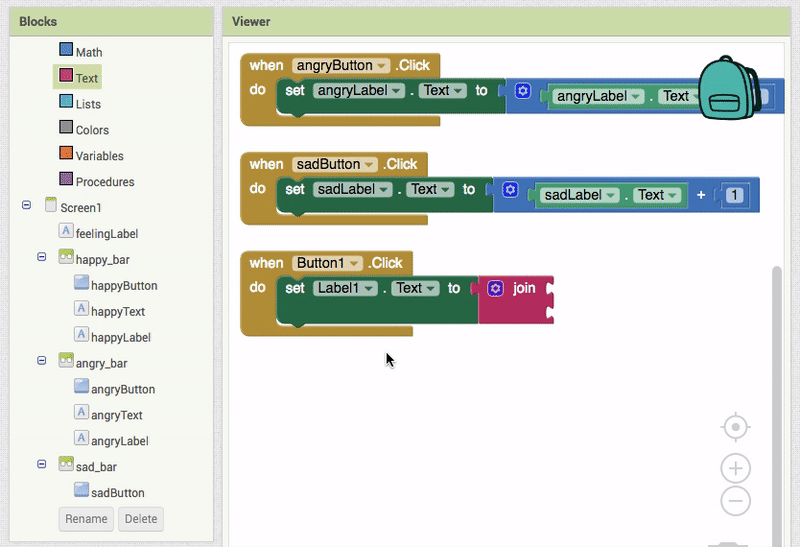 Blocks
Math
Text
Lists
Colors
Variables
Procedures
Screen1
feelingLabel
happy_bar
happyButton
happyText
happyLabel
angry_bar
angryButton
angryText
angryLabel
sad_bar
sadButton
Rename Delete
Viewer
when angryButton .Click
do set angryLabel . Text to angryLabel . Text
when sadButton .Click
do set sadLabel . Text to sadLabel . Text + 1
when Button1 .Click
do set Label1 . Text to join